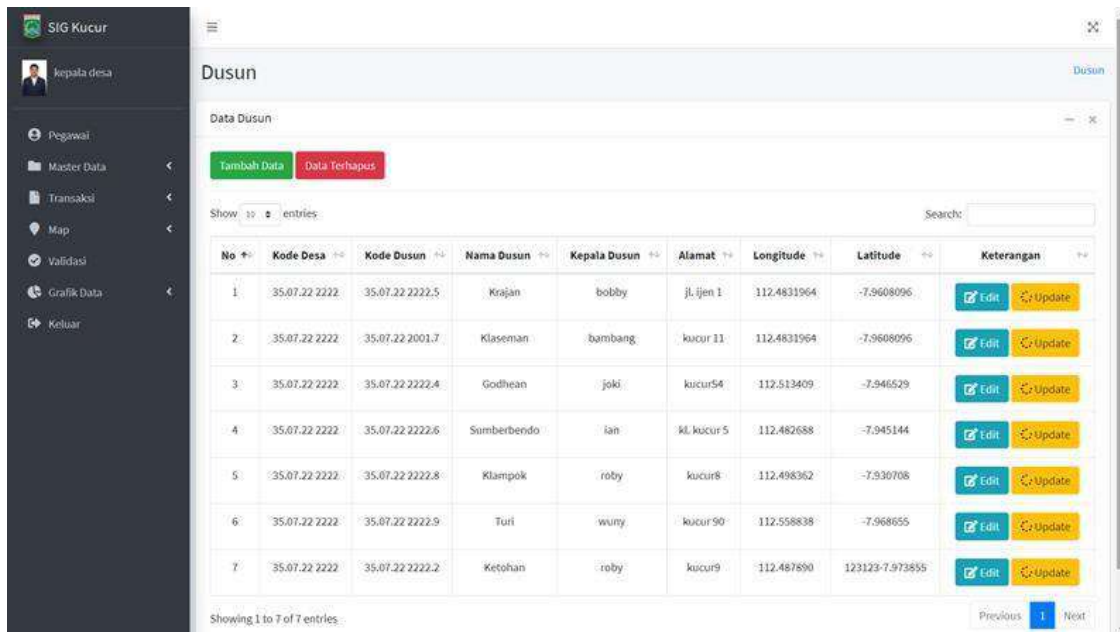 SIG Kucur
kepala desa
Pegawai
Master Data
Transaksi
Map
Validasi
Grafik Data
Keluar
Dusun
Dusun
Data Dusun
Tambah Data Data Terhapus
Show 10 entries Search:
No Kode Desa Kode Dusun Nama Dusun Kepala Dusun Alamat Longitude Latitude Keterangan
1 35.07.22 2222 35.07.22 2222.5 Krajan bobby jl. ijen 1 112.4831964 -7.9608096 Edit Update
2 35.07.22 2222 35.07.22 2001.7 Klaseman bambang kucur 11 112.4831964 -7.9608096 Edit Update
3 35.07.22 2222 35.07.22 2222.4 Godhean joki kucur54 112.513409 -7.946529 Edit Update
4 35.07.22 2222 35.07.22 2222.6 Sumberbendo ian kl. kucur 5 112.482688 -7.945144 Edit Update
5 35.07.22 2222 35.07.22 2222.8 Klampok roby kucur8 112.498362 -7.930708 Edit Update
6 35.07.22 2222 35.07.22 2222.9 Turi wuny kucur 90 112.558838 -7.968655 Edit Update
7 35.07.22 2222 35.07.22 2222.2 Ketohan roby kucur9 112.487890 123123-7.973855 Edit Update
Showing 1 to 7 of 7 entries Previous 1 Next